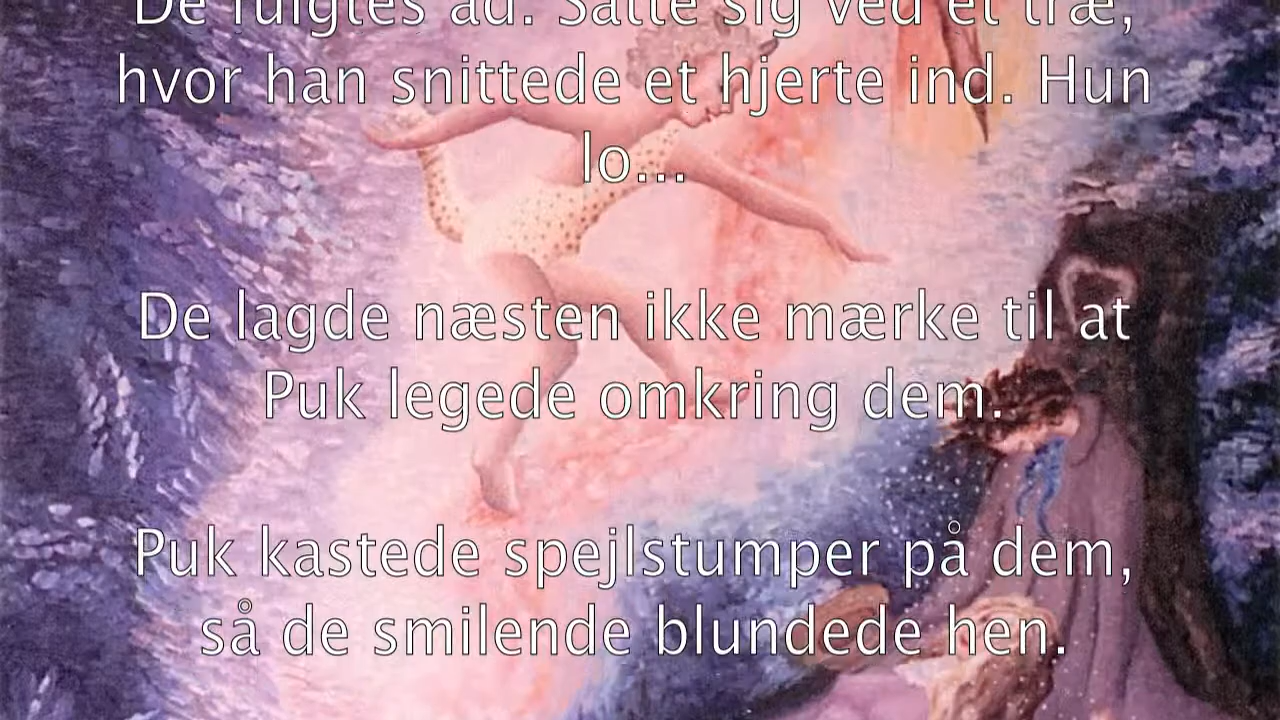 De fulgtes ad. Satte sig ved et træ,
hvor han snittede et hjerte ind. Hun
lo...
De lagde næsten ikke mærke til at
Puk legede omkring dem.
Puk kastede spejlstumper på dem,
så de smilende blundede hen.